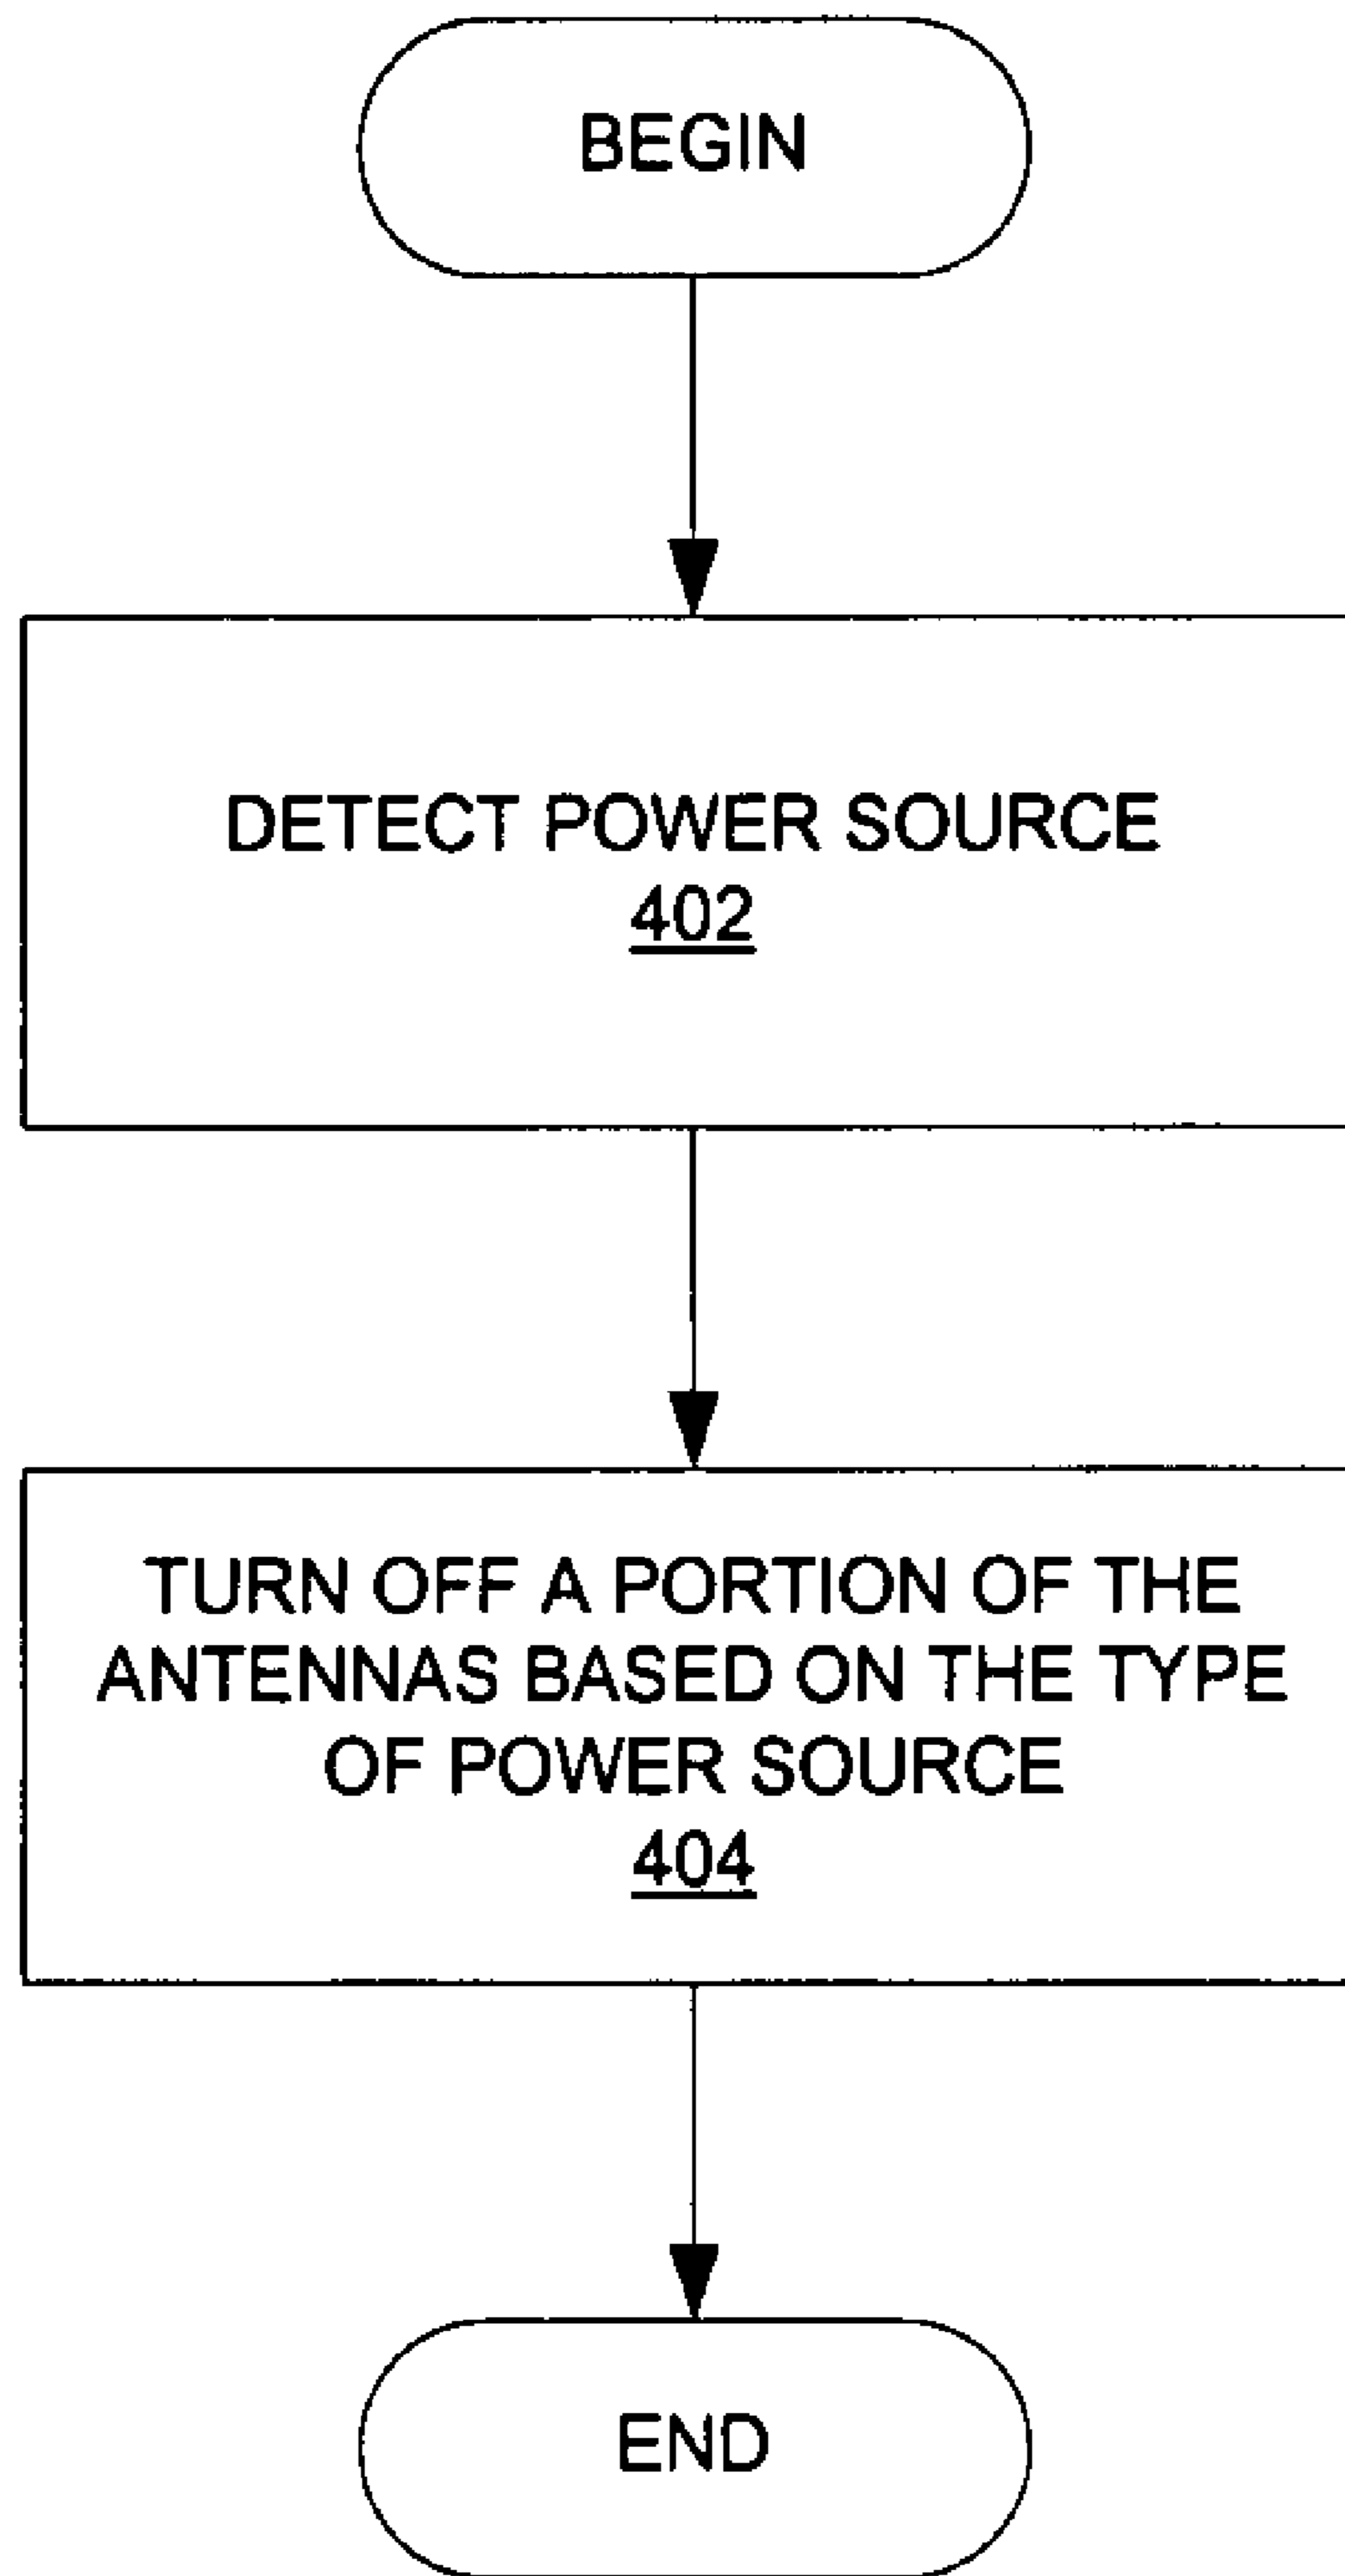 BEGIN
DETECT POWER SOURCE
402
TURN OFF A PORTION OF THE
ANTENNAS BASED ON THE TYPE
OF POWER SOURCE
404
END